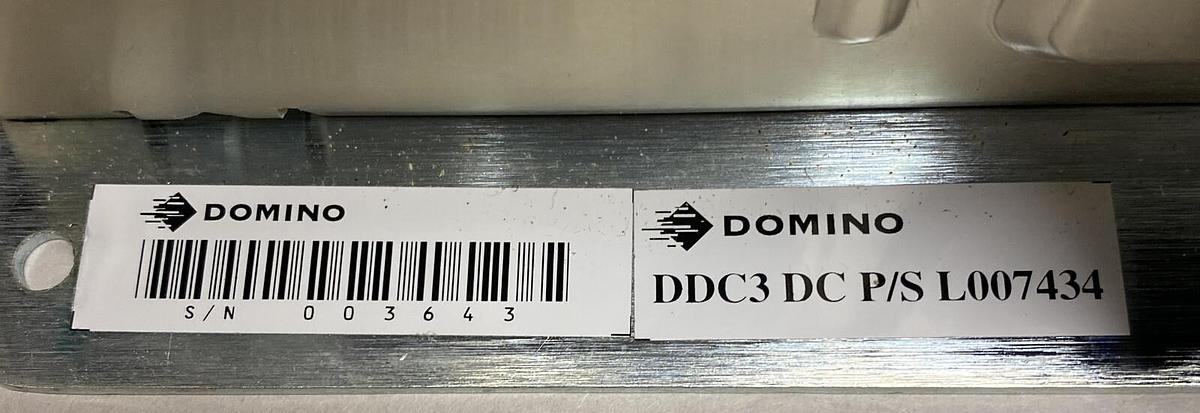 DOMINO
S/N 003643
DOMINO
DDC3 DC P/S L007434